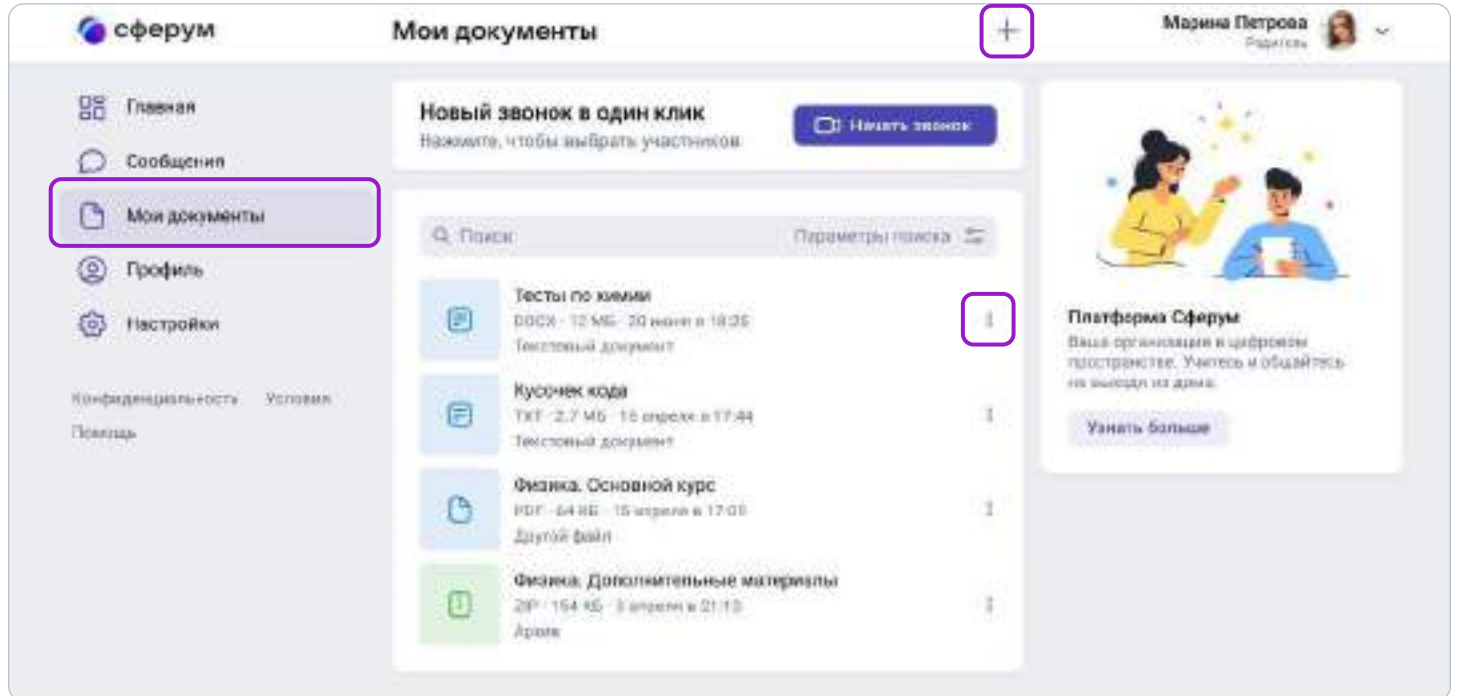 сферум
Мои документы
Марина Петрова
Родитель
Главная
Сообщения
Мои документы
Профиль
Настройки
Конфиденциальность Условия
Помощь
Новый звонок в один клик
Нажмите, чтобы выбрать участников
Начать звонок
Поиск
Параметры поиска
Тесты по химии
DOCX · 12 МБ · 20 июня в 18:25
Текстовый документ
Кусочек кода
TXT · 2,7 МБ · 15 апреля в 17:44
Текстовый документ
Физика. Основной курс
PDF · 64 КБ · 15 апреля в
Другой файл
Физика. Дополнительные материалы
ZIP · 154 КБ · 3 апреля в 21:13
Архив
Платформа Сферум
Ваша организация в цифровом
пространстве. Учитесь и общайтесь
не выходя из дома.
Узнать больше